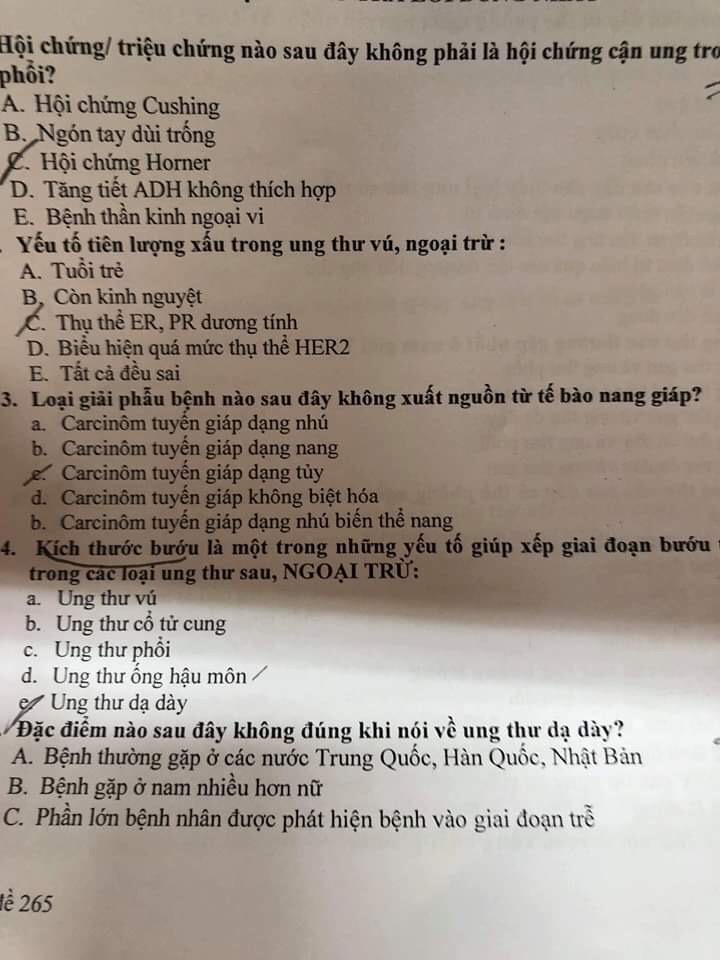 Hội chứng/ triệu chứng nào sau đây không phải là hội chứng cận ung tro
phổi?
A. Hội chứng Cushing
B. Ngón tay dùi trống
C. Hội chứng Horner
D. Tăng tiết ADH không thích hợp
E. Bệnh thần kinh ngoại vi
. Yếu tố tiên lượng xấu trong ung thư vú, ngoại trừ :
A. Tuổi trẻ
B. Còn kinh nguyệt
C. Thụ thể ER, PR dương tính
D. Biểu hiện quá mức thụ thể HER2
E. Tất cả đều sai
3. Loại giải phẫu bệnh nào sau đây không xuất nguồn từ tế bào nang giáp?
a. Carcinôm tuyến giáp dạng nhú
b. Carcinôm tuyến giáp dạng nang
c. Carcinôm tuyến giáp dạng tủy
d. Carcinôm tuyến giáp không biệt hóa
b. Carcinôm tuyến giáp dạng nhú biến thể nang
4. Kích thước bướu là một trong những yếu tố giúp xếp giai đoạn bướu
trong các loại ung thư sau, NGOẠI TRỪ:
a. Ung thư vú
b. Ung thư cổ tử cung
c. Ung thư phổi
d. Ung thư ống hậu môn
e. Ung thư dạ dày
Đặc điểm nào sau đây không đúng khi nói về ung thư dạ dày?
A. Bệnh thường gặp ở các nước Trung Quốc, Hàn Quốc, Nhật Bản
B. Bệnh gặp ở nam nhiều hơn nữ
C. Phần lớn bệnh nhân được phát hiện bệnh vào giai đoạn trễ
đề 265